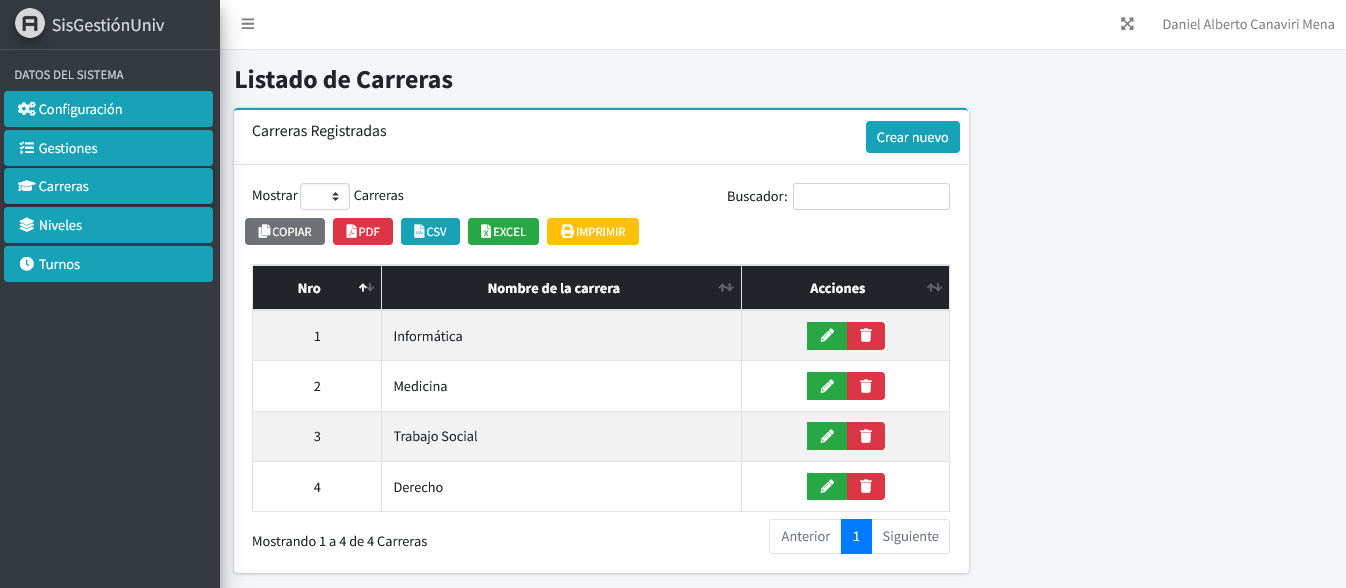 SisGestiónUniv
Daniel Alberto Canaviri Mena
DATOS DEL SISTEMA
Configuración
Gestiones
Carreras
Niveles
Turnos
Listado de Carreras
Carreras Registradas
Crear nuevo
Mostrar Carreras
Buscador:
COPIAR PDF CSV EXCEL IMPRIMIR
Nro Nombre de la carrera Acciones
1 Informática
2 Medicina
3 Trabajo Social
4 Derecho
Mostrando 1 a 4 de 4 Carreras
Anterior 1 Siguiente